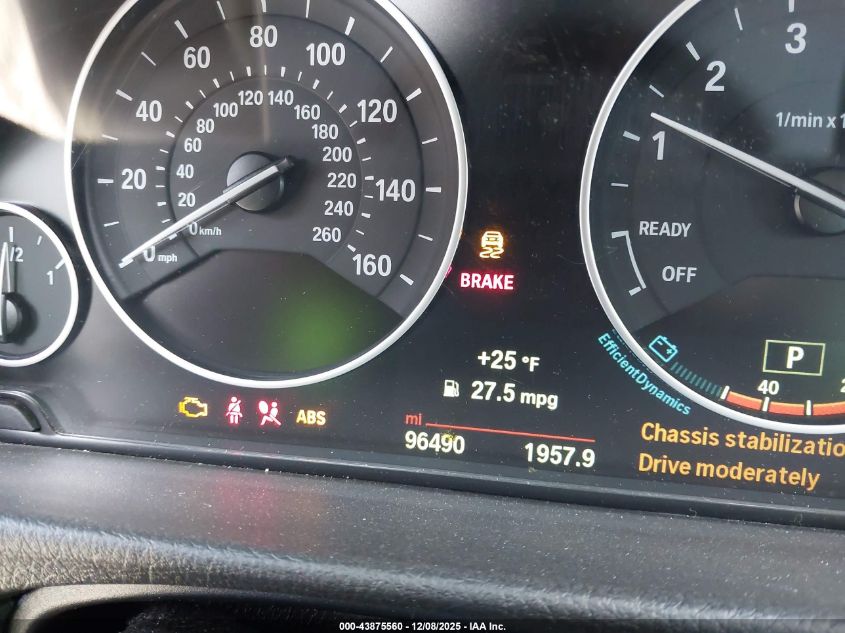 20
40
60
80
100
120
140
160
0 mph
20
40
60
80
100
120
140
160
180
200
220
240
260
0 km/h
1/2
1
BRAKE
+25 °F
27.5 mpg
mi
96490 1957.9
ABS
1
2
3
1/min x 1
READY
OFF
P
40
EfficientDynamics
Chassis stabilizatio
Drive moderately
000-43875560 - 12/08/2025 - IAA Inc.